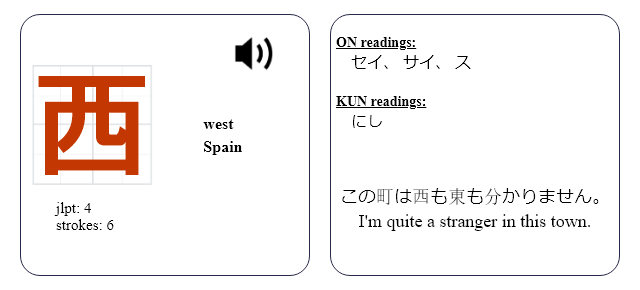 西
west
Spain
jlpt: 4
strokes: 6
ON readings:
セイ、 サイ、 ス
KUN readings:
にし
この町は西も東も分かりません。
I'm quite a stranger in this town.